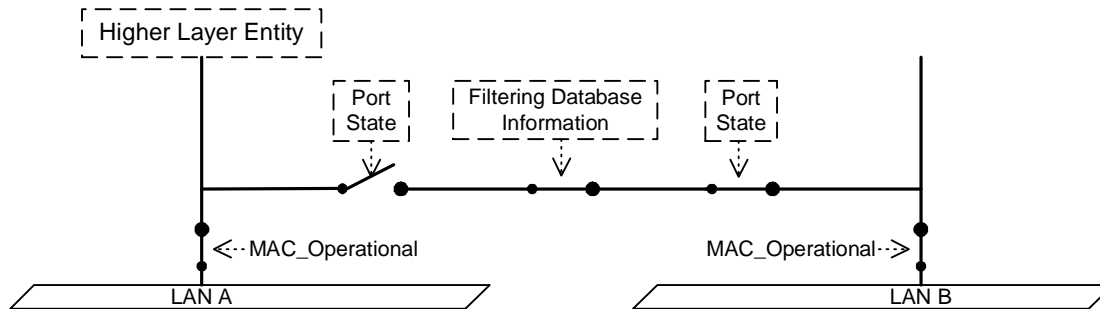 Higher Layer Entity
Port
State
Filtering Database
Information
Port
State
MAC_Operational
MAC_Operational
LAN A
LAN B